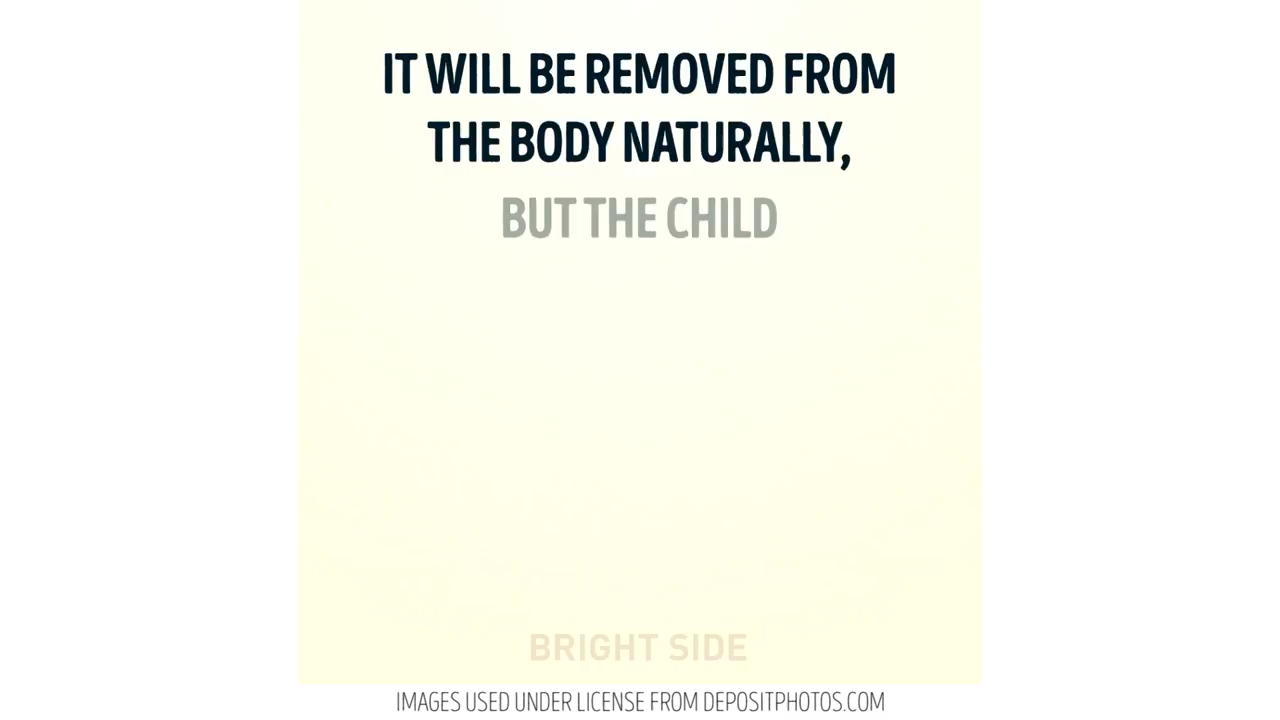 IT WILL BE REMOVED FROM
THE BODY NATURALLY,
BUT THE CHILD
BRIGHT SIDE
IMAGES USED UNDER LICENSE FROM DEPOSITPHOTOS.COM